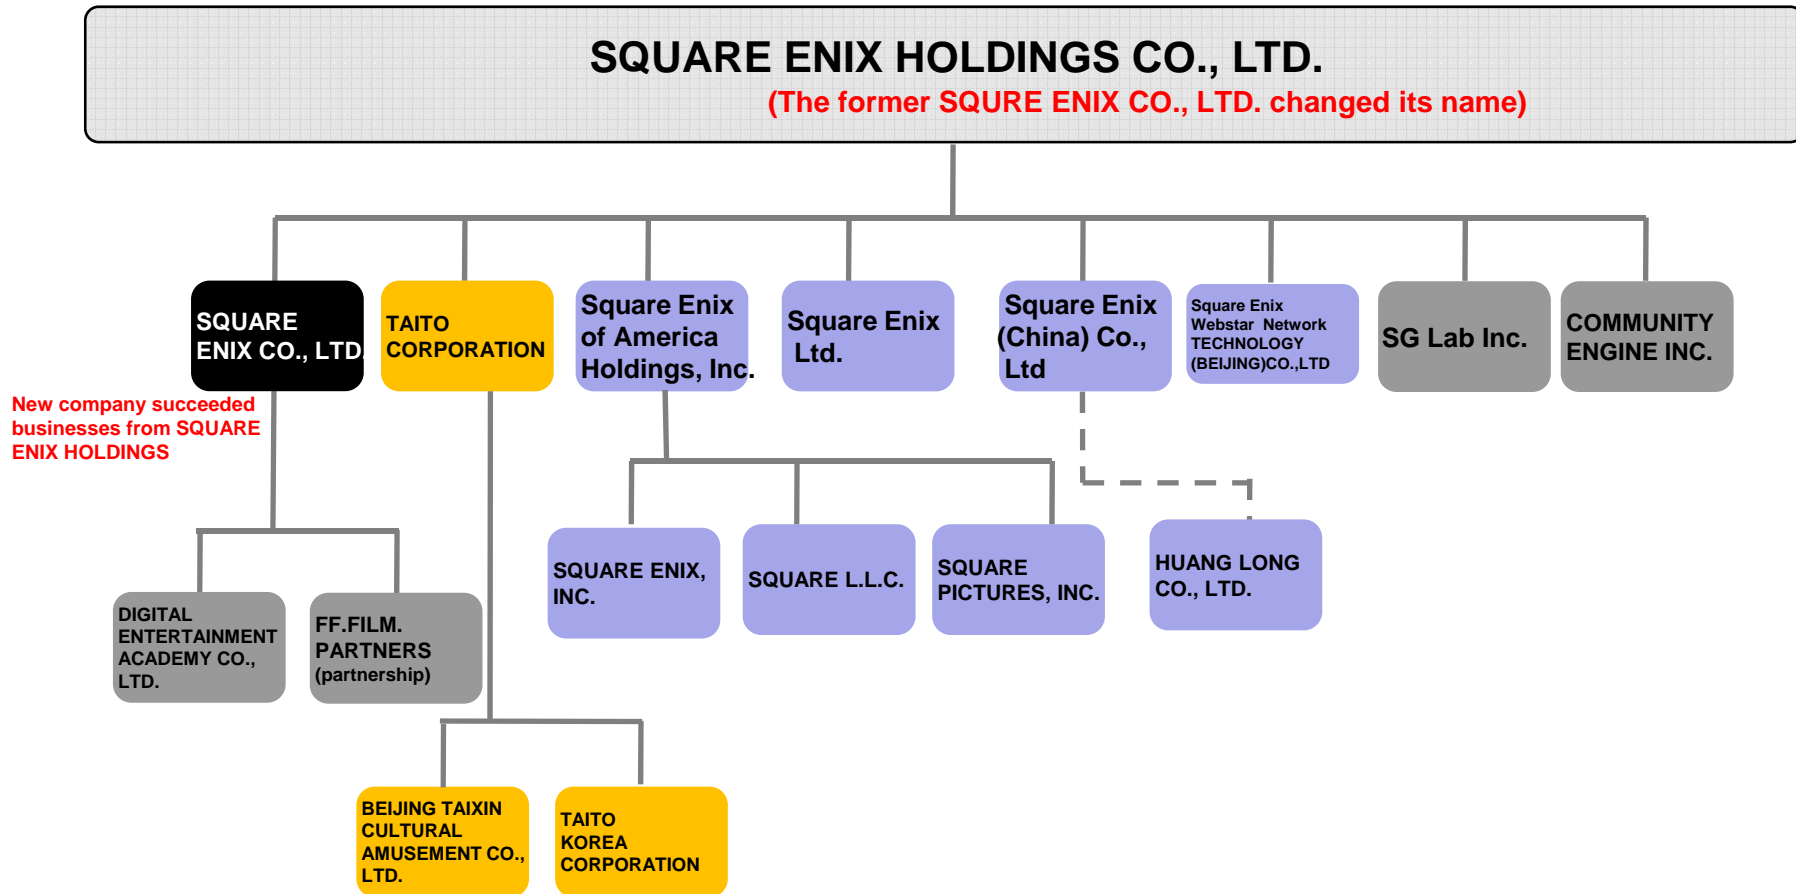 SQUARE ENIX HOLDINGS CO., LTD.
(The former SQURE ENIX CO., LTD. changed its name)
SQUARE
ENIX CO., LTD.
TAITO
CORPORATION
Square Enix
of America
Holdings, Inc.
Square Enix
Ltd.
Square Enix
(China) Co.,
Ltd
Square Enix
Webstar Network
TECHNOLOGY
(BEIJING)CO.,LTD
SG Lab Inc.
COMMUNITY
ENGINE INC.
New company succeeded
businesses from SQUARE
ENIX HOLDINGS
SQUARE ENIX,
INC.
SQUARE L.L.C.
SQUARE
PICTURES, INC.
HUANG LONG
CO., LTD.
DIGITAL
ENTERTAINMENT
ACADEMY CO.,
LTD.
FF.FILM.
PARTNERS
(partnership)
BEIJING TAIXIN
CULTURAL
AMUSEMENT CO.,
LTD.
TAITO
KOREA
CORPORATION